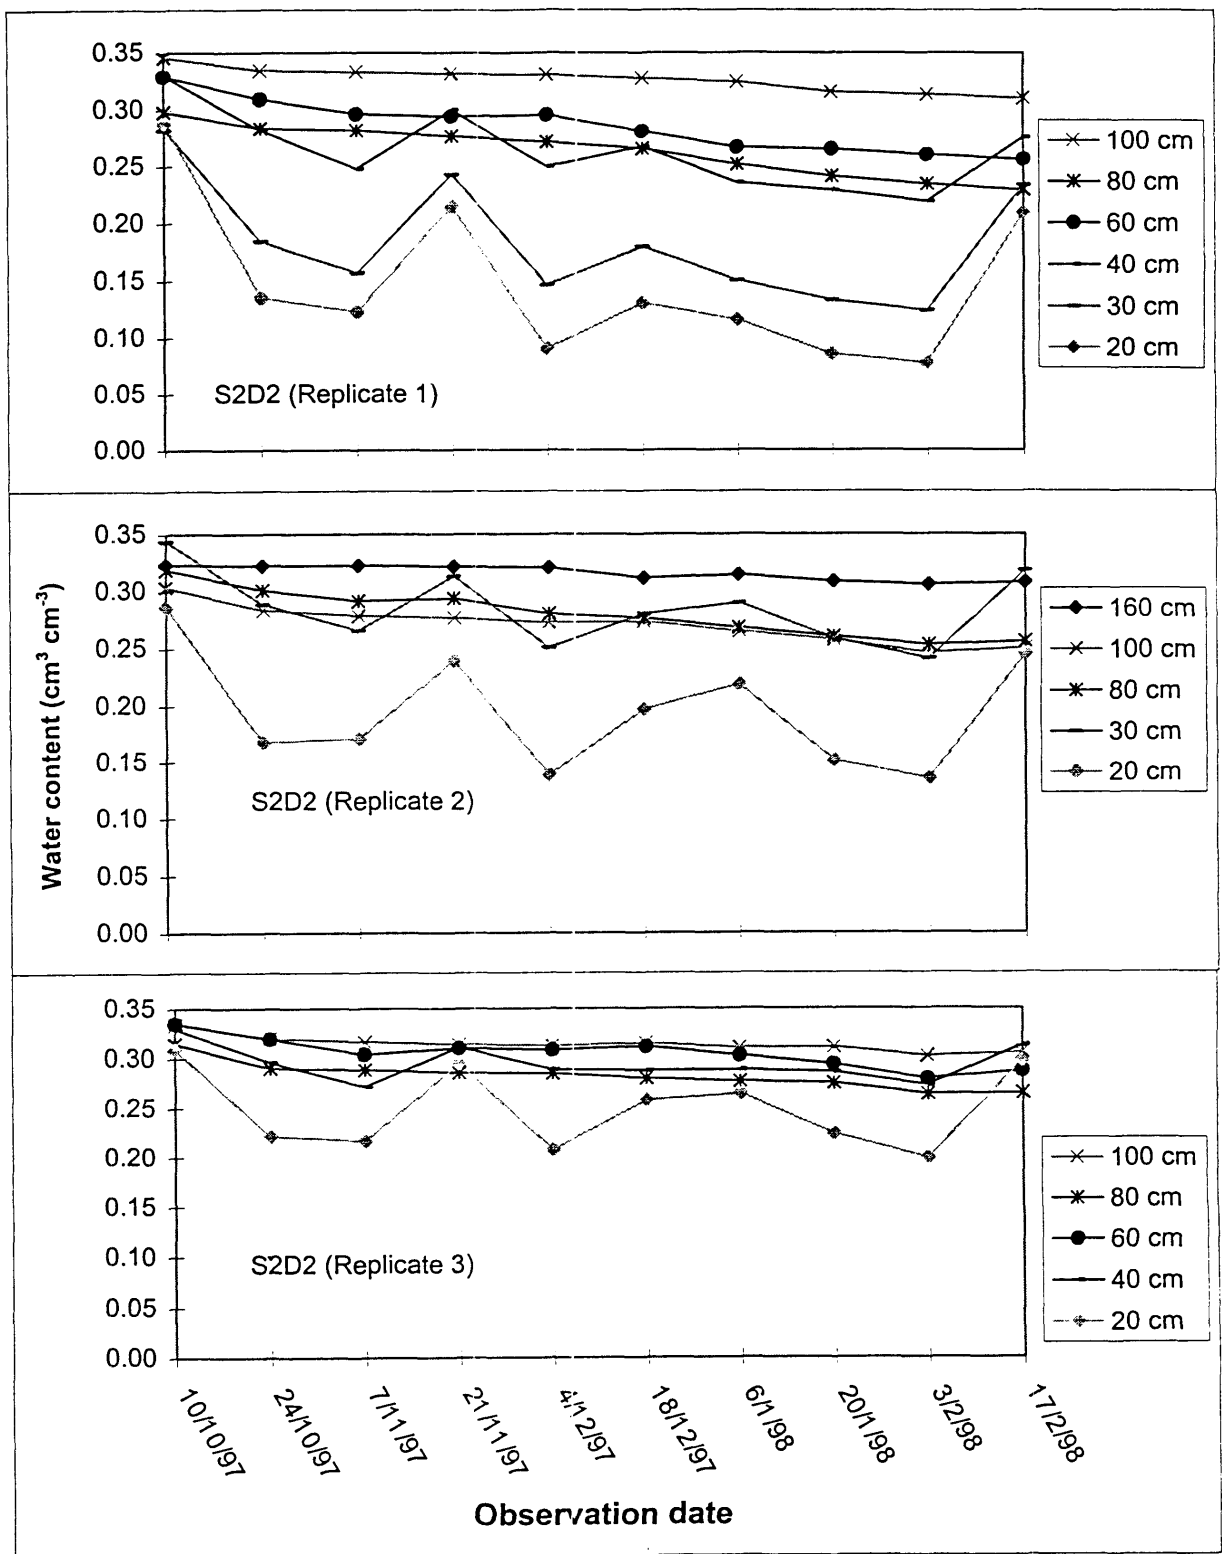 0.35
0.30
0.25
0.20
0.15
0.10
0.05
0.00
S2D2 (Replicate 1)
100 cm
80 cm
60 cm
40 cm
30 cm
20 cm
Water content (cm³ cm⁻³)
0.35
0.30
0.25
0.20
0.15
0.10
0.05
0.00
S2D2 (Replicate 2)
160 cm
100 cm
80 cm
30 cm
20 cm
0.35
0.30
0.25
0.20
0.15
0.10
0.05
0.00
S2D2 (Replicate 3)
100 cm
80 cm
60 cm
40 cm
20 cm
10/10/97
24/10/97
7/11/97
21/11/97
4/12/97
18/12/97
6/1/98
20/1/98
3/2/98
17/2/98
Observation date